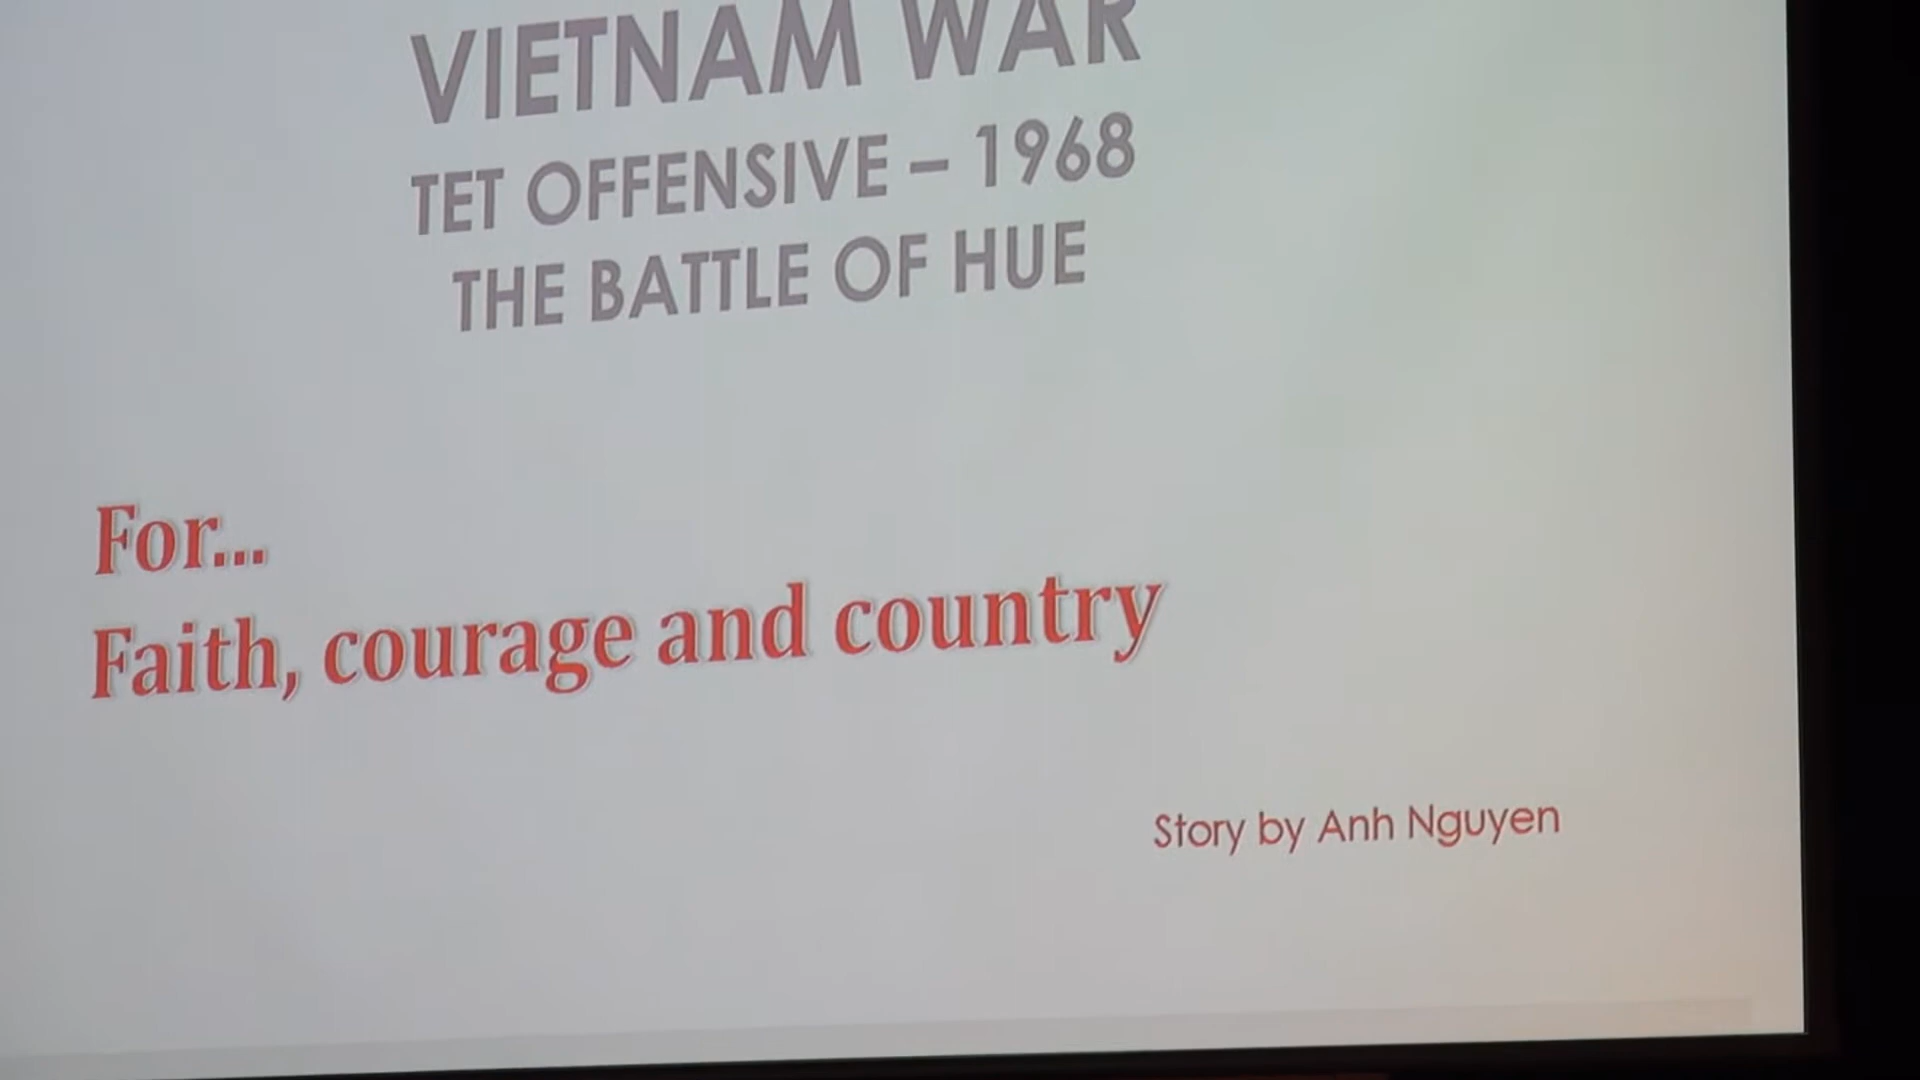 VIETNAM WAR
TET OFFENSIVE – 1968
THE BATTLE OF HUE
For...
Faith, courage and country
Story by Anh Nguyen